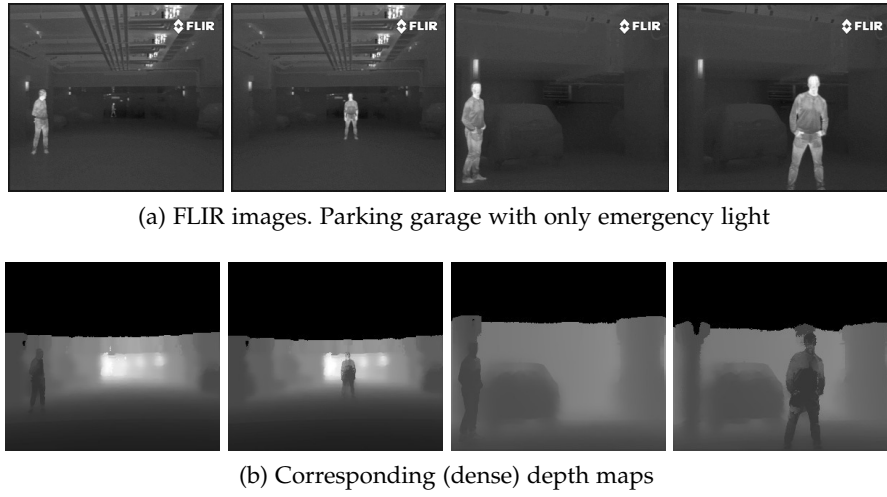 FLIR
FLIR
FLIR
FLIR
(a) FLIR images. Parking garage with only emergency light
(b) Corresponding (dense) depth maps